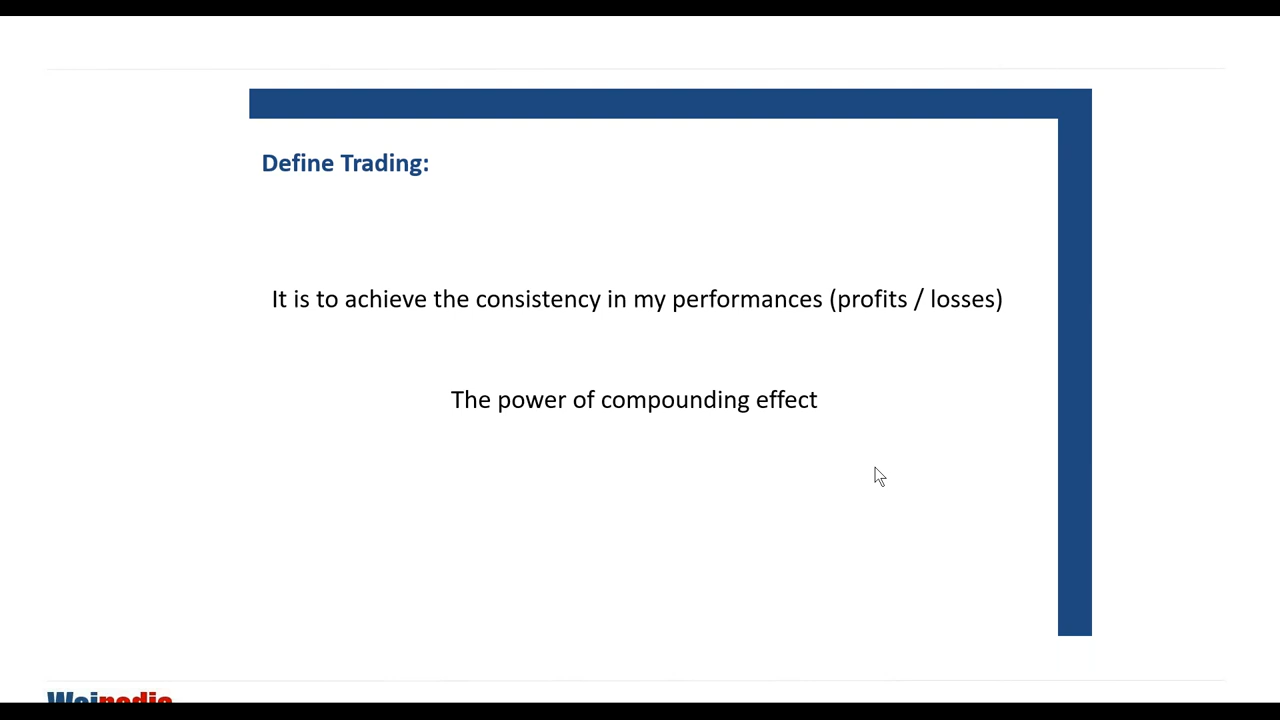 Define Trading:
It is to achieve the consistency in my performances (profits / losses)
The power of compounding effect